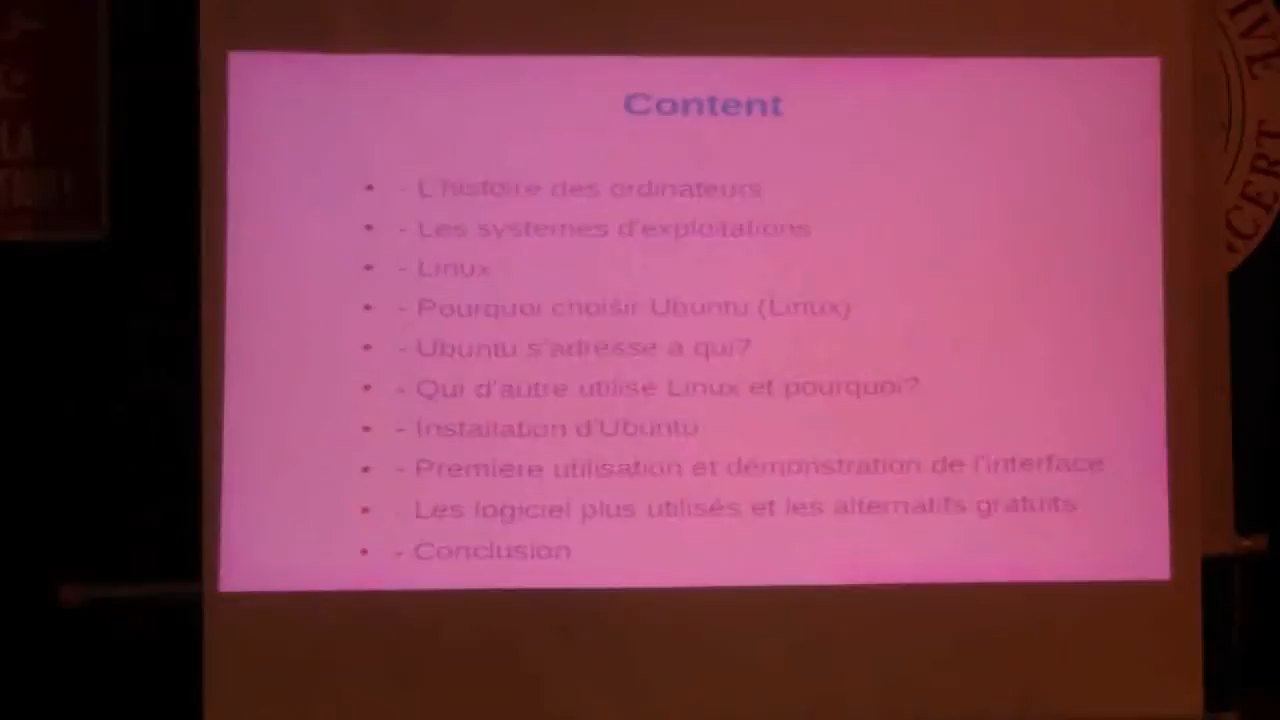 Content
• - L'histoire des ordinateurs
• - Les systemes d'exploitations
• - Linux
• - Pourquoi choisir Ubuntu (Linux)
• - Ubuntu s'adresse a qui?
• - Qui d'autre utilise Linux et pourquoi?
• - Installation d'Ubuntu
• - Premiere utilisation et démonstration de l'interface
• - Les logiciel plus utilisés et les alternatifs gratuits
• - Conclusion
CERT